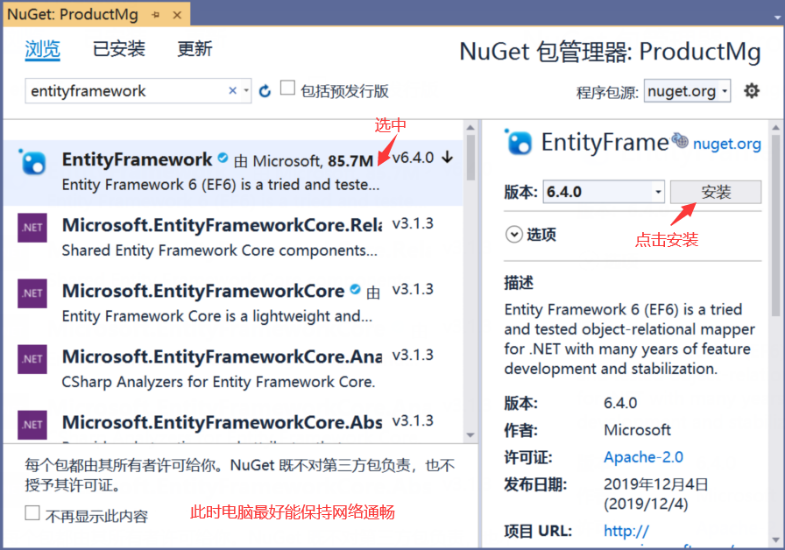 NuGet: ProductMg
浏览 已安装 更新
NuGet 包管理器: ProductMg
entityframework
包括预发行版
程序包源: nuget.org
选中
EntityFramework 由 Microsoft, 85.7M v6.4.0
Entity Framework 6 (EF6) is a tried and teste...
.NET
Microsoft.EntityFrameworkCore.Rela v3.1.3
Shared Entity Framework Core components...
.NET
Microsoft.EntityFrameworkCore 由 v3.1.3
Entity Framework Core is a lightweight and...
.NET
Microsoft.EntityFrameworkCore.Ana v3.1.3
CSharp Analyzers for Entity Framework Core.
.NET
Microsoft.EntityFrameworkCore.Abs v3.1.3
每个包都由其所有者许可给你。NuGet 既不对第三方包负责，也不
授予其许可证。
不再显示此内容
此时电脑最好能保持网络通畅
EntityFrame nuget.org
版本: 6.4.0 安装
点击安装
选项
描述
Entity Framework 6 (EF6) is a tried
and tested object-relational mapper
for .NET with many years of feature
development and stabilization.
版本: 6.4.0
作者: Microsoft
许可证: Apache-2.0
发布日期: 2019年12月4日
(2019/12/4)
项目 URL: http://